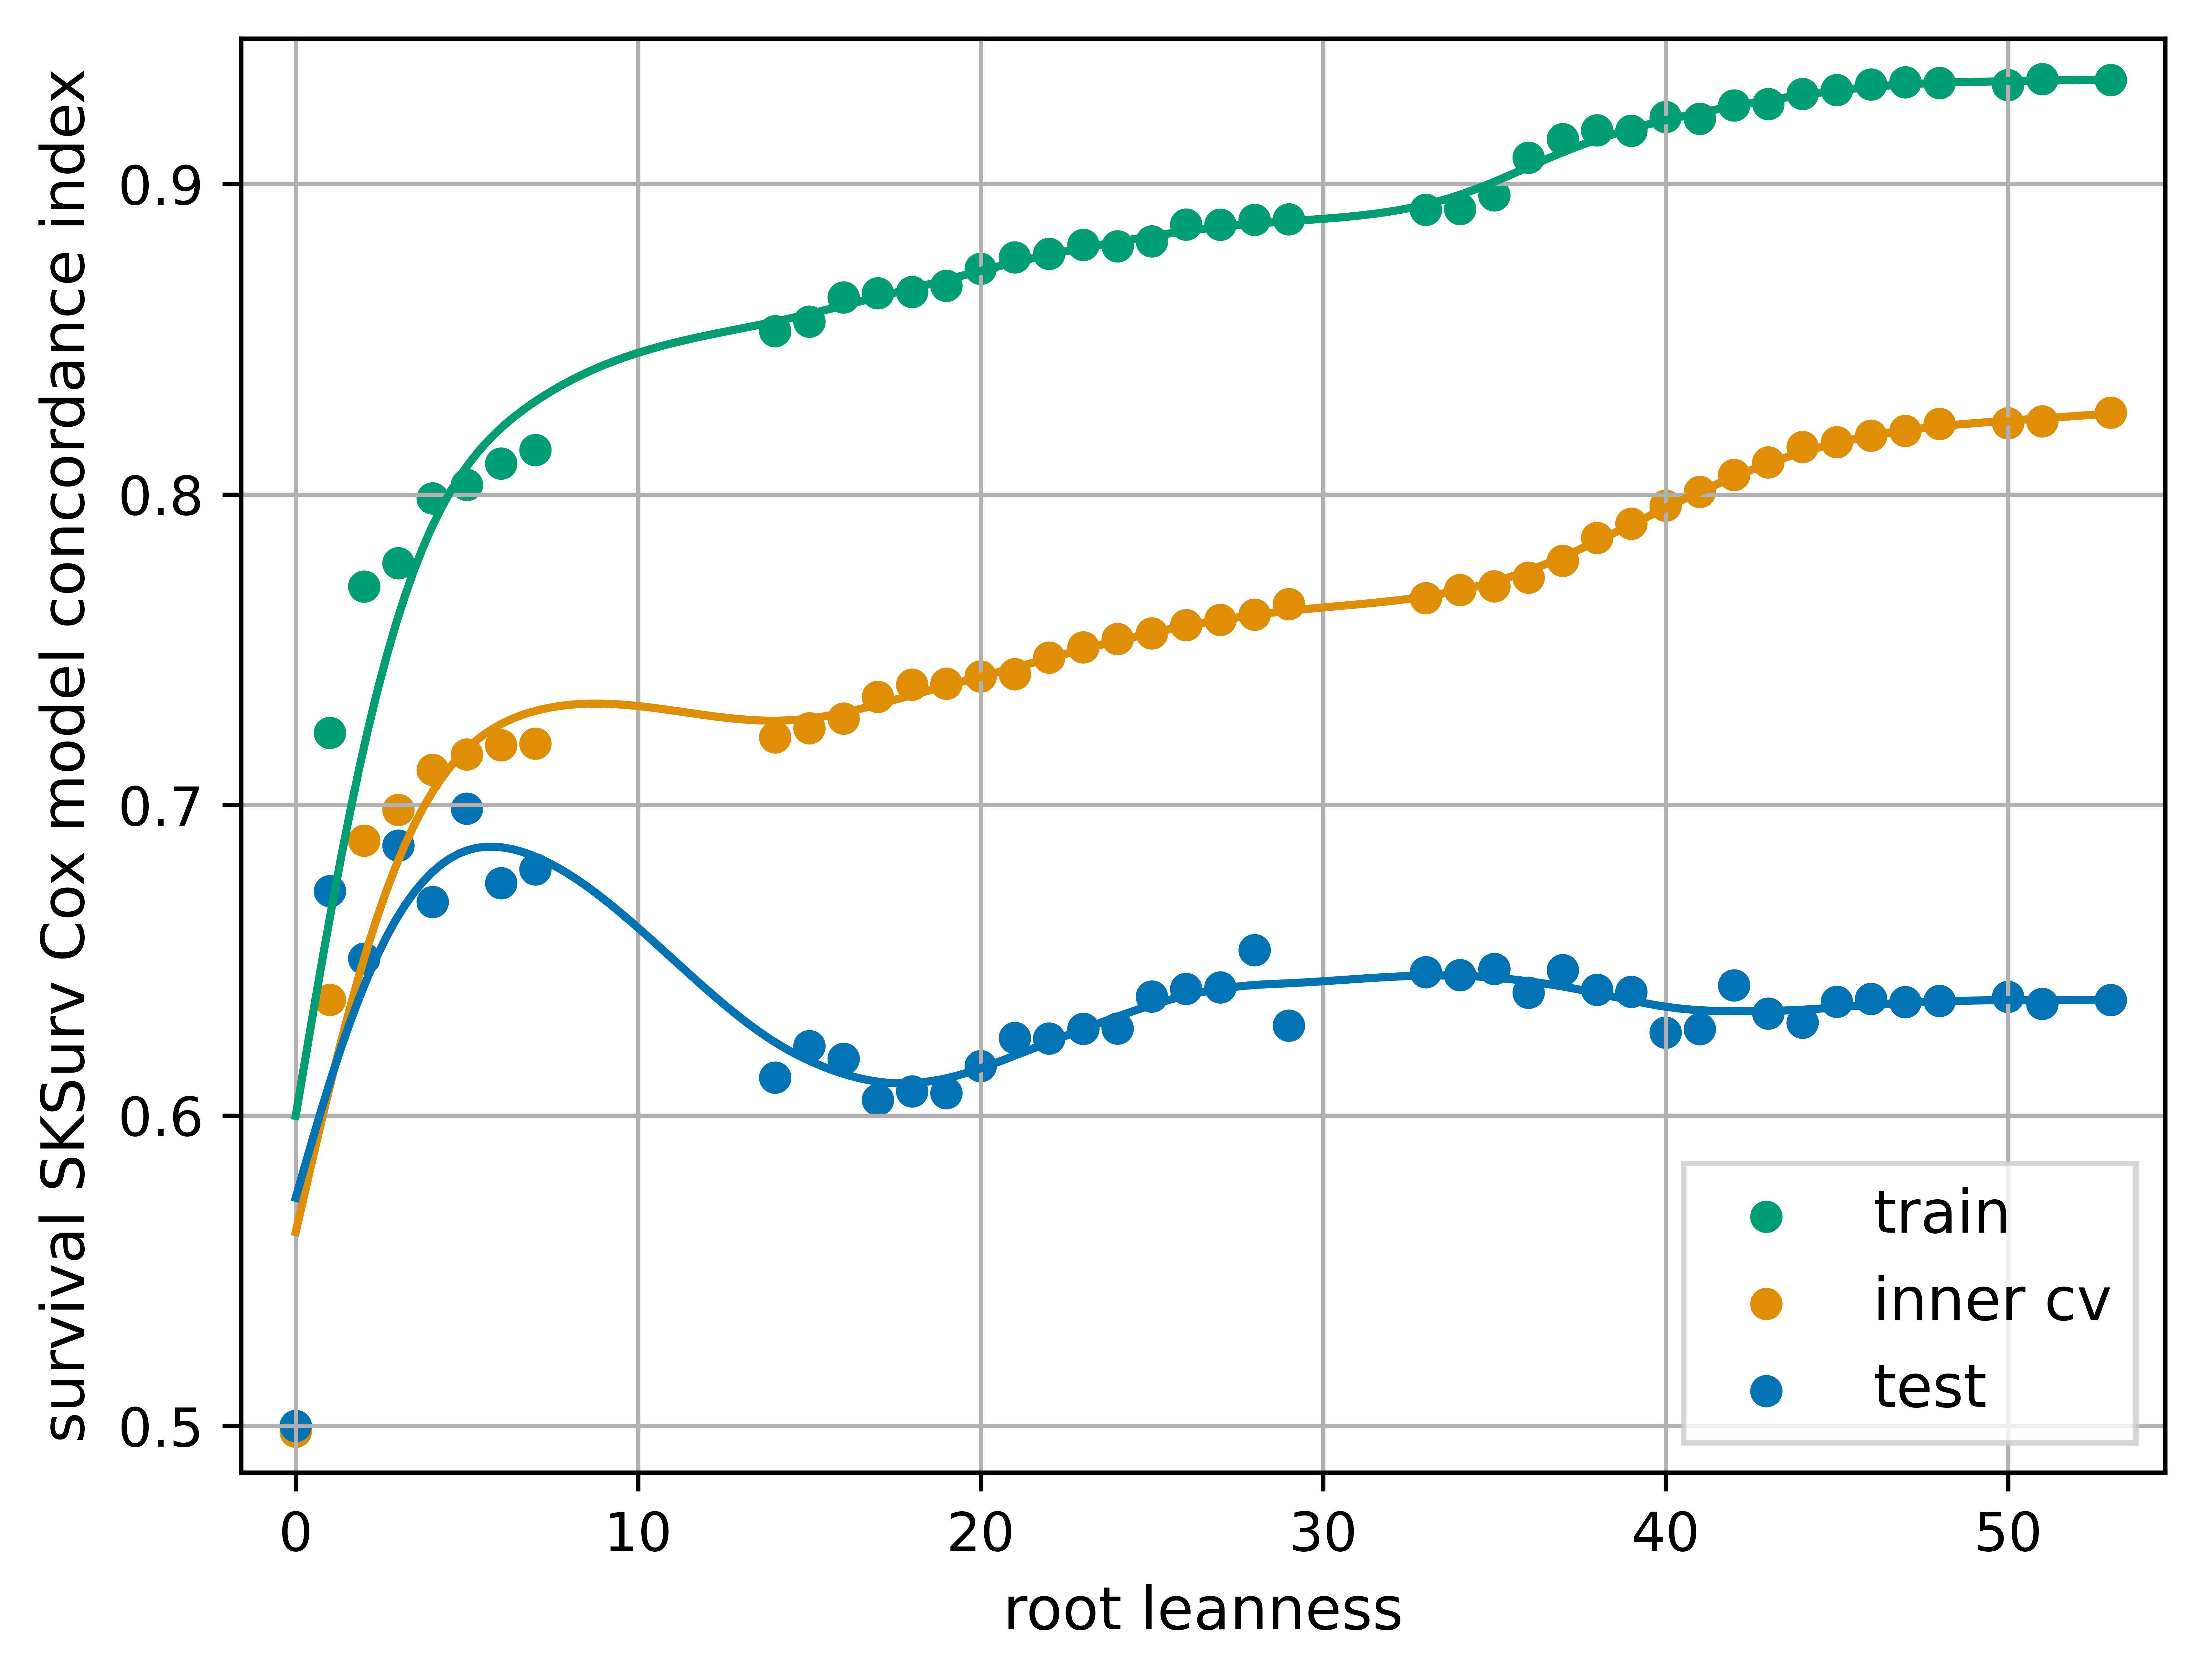 survival SKSurv Cox model concordance index
0.9
0.8
0.7
0.6
0.5
train
inner cv
test
0 10 20 30 40 50
root leanness